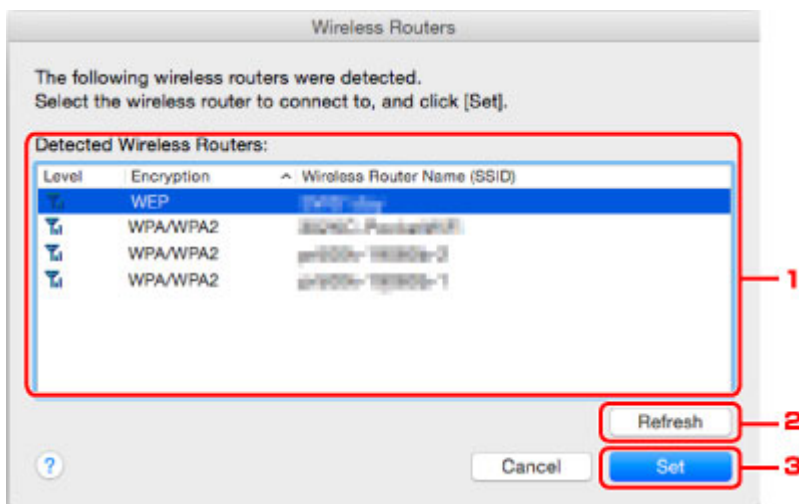 Wireless Routers
The following wireless routers were detected.
Select the wireless router to connect to, and click [Set].
Detected Wireless Routers:
Level Encryption Wireless Router Name (SSID)
WEP
WPA/WPA2
WPA/WPA2
WPA/WPA2
1
Refresh 2
? Cancel Set 3